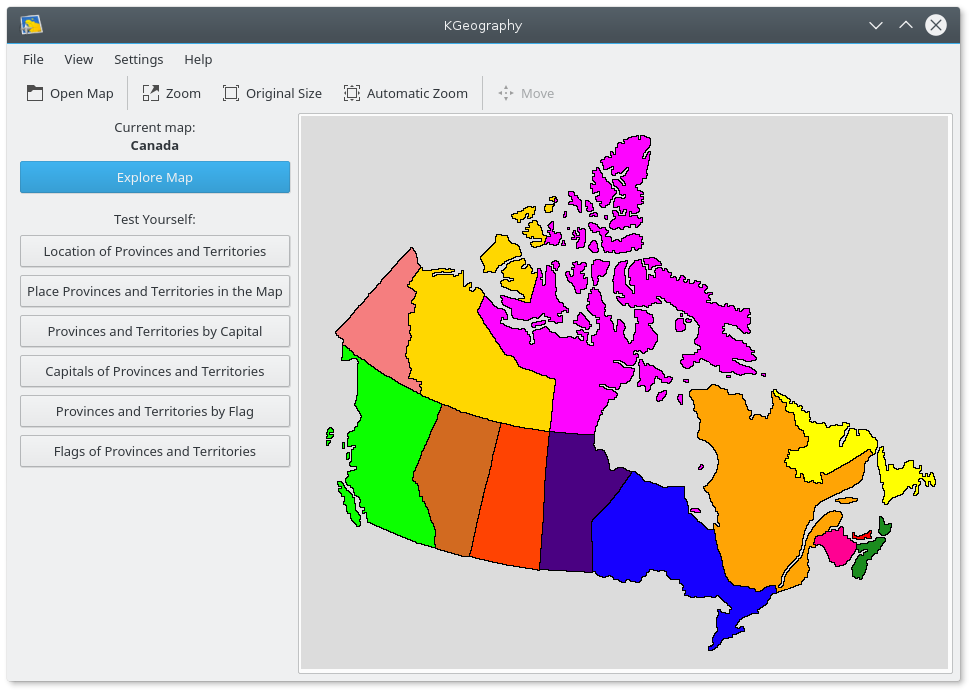 KGeography
File View Settings Help
Open Map Zoom Original Size Automatic Zoom Move
Current map:
Canada
Explore Map
Test Yourself:
Location of Provinces and Territories
Place Provinces and Territories in the Map
Provinces and Territories by Capital
Capitals of Provinces and Territories
Provinces and Territories by Flag
Flags of Provinces and Territories